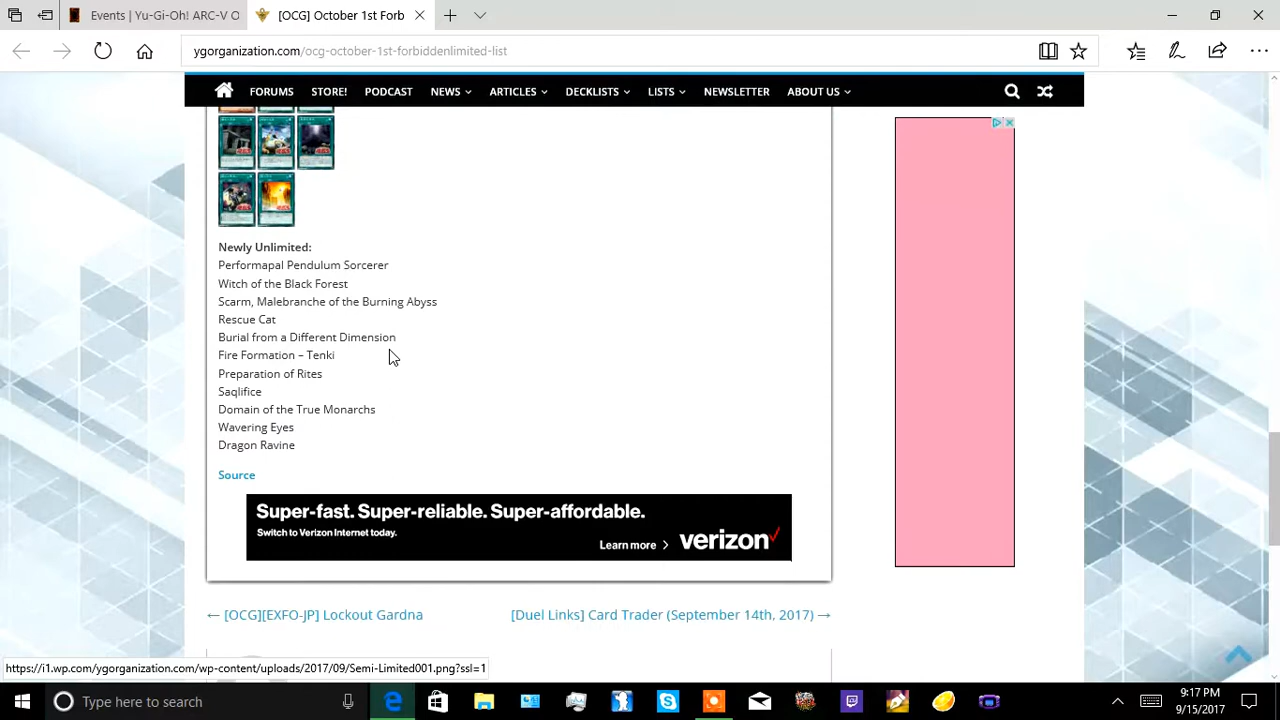 Events | Yu-Gi-Oh! ARC-V O
[OCG] October 1st Forb
ygorganization.com/ocg-october-1st-forbiddenlimited-list
FORUMS STORE! PODCAST NEWS ARTICLES DECKLISTS LISTS NEWSLETTER ABOUT US
Newly Unlimited:
Performapal Pendulum Sorcerer
Witch of the Black Forest
Scarm, Malebranche of the Burning Abyss
Rescue Cat
Burial from a Different Dimension
Fire Formation – Tenki
Preparation of Rites
Saqlifice
Domain of the True Monarchs
Wavering Eyes
Dragon Ravine
Source
Super-fast. Super-reliable. Super-affordable.
Switch to Verizon Internet today.
Learn more > verizon
← [OCG][EXFO-JP] Lockout Gardna
[Duel Links] Card Trader (September 14th, 2017) →
https://i1.wp.com/ygorganization.com/wp-content/uploads/2017/09/Semi-Limited001.png?ssl=1
Type here to search
9:17 PM
9/15/2017